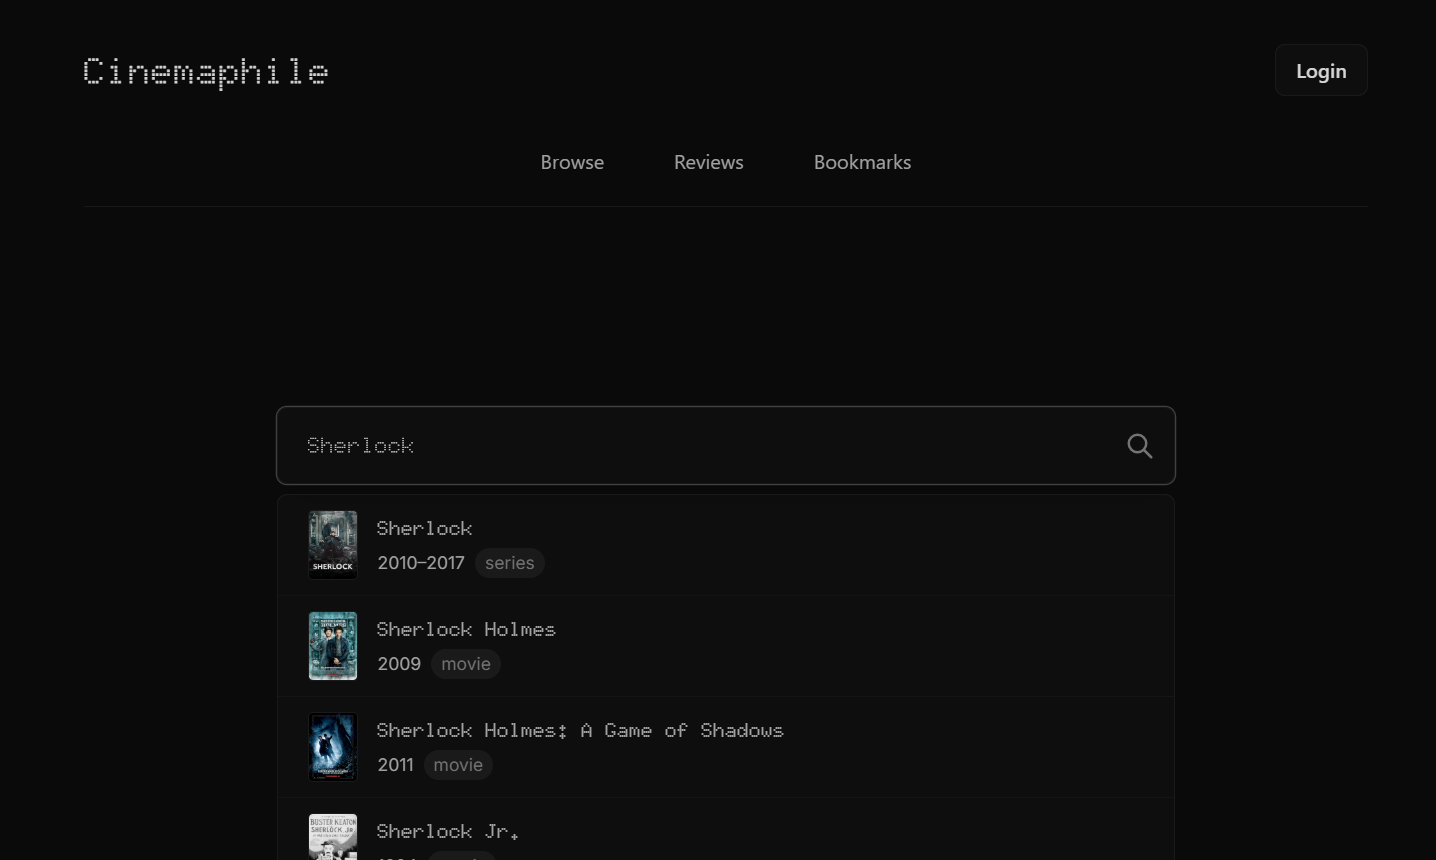 Cinemaphile
Login
Browse Reviews Bookmarks
Sherlock
SHERLOCK
Sherlock
2010–2017 series
Sherlock Holmes
2009 movie
Sherlock Holmes: A Game of Shadows
2011 movie
BUSTER KEATON
SHERLOCK Jr.
Sherlock Jr.